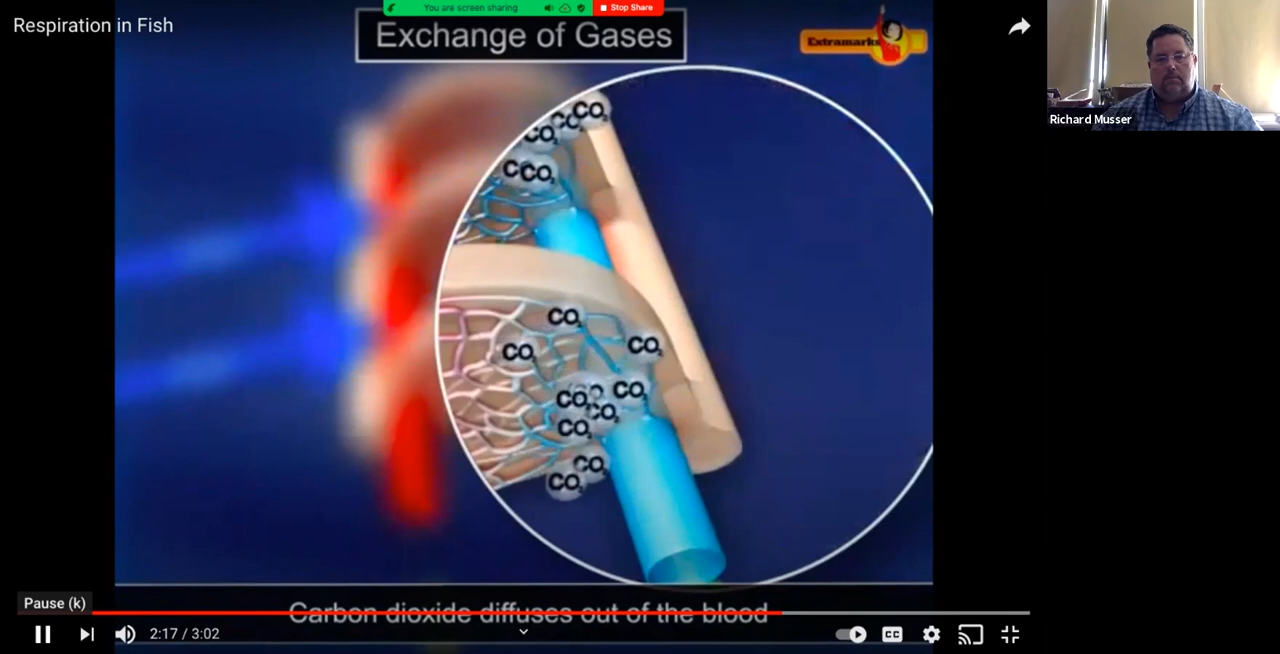 You are screen sharing
Stop Share
Respiration in Fish
Exchange of Gases
Extramarks
Richard Musser
CO2
CO2
CO2
CO2
CO2
CO2
CO2
CO2
CO2
CO2
CO2
CO2
CO2
CO2
Pause (k)
Carbon dioxide diffuses out of the blood
2:17 / 3:02
CC